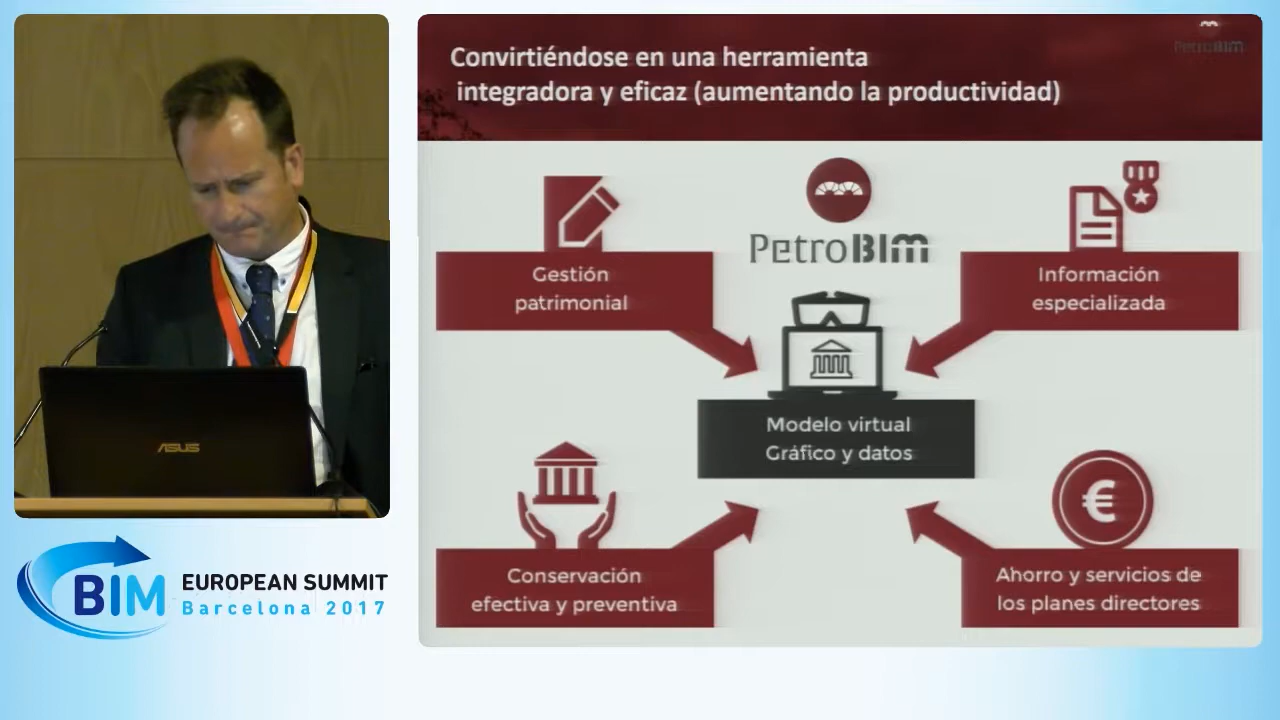 Convirtiéndose en una herramienta
integradora y eficaz (aumentando la productividad)
PetroBIM
PetroBIM
Gestión
patrimonial
Información
especializada
Modelo virtual
Gráfico y datos
Conservación
efectiva y preventiva
€
Ahorro y servicios de
los planes directores
ASUS
BIM
EUROPEAN SUMMIT
Barcelona 2017